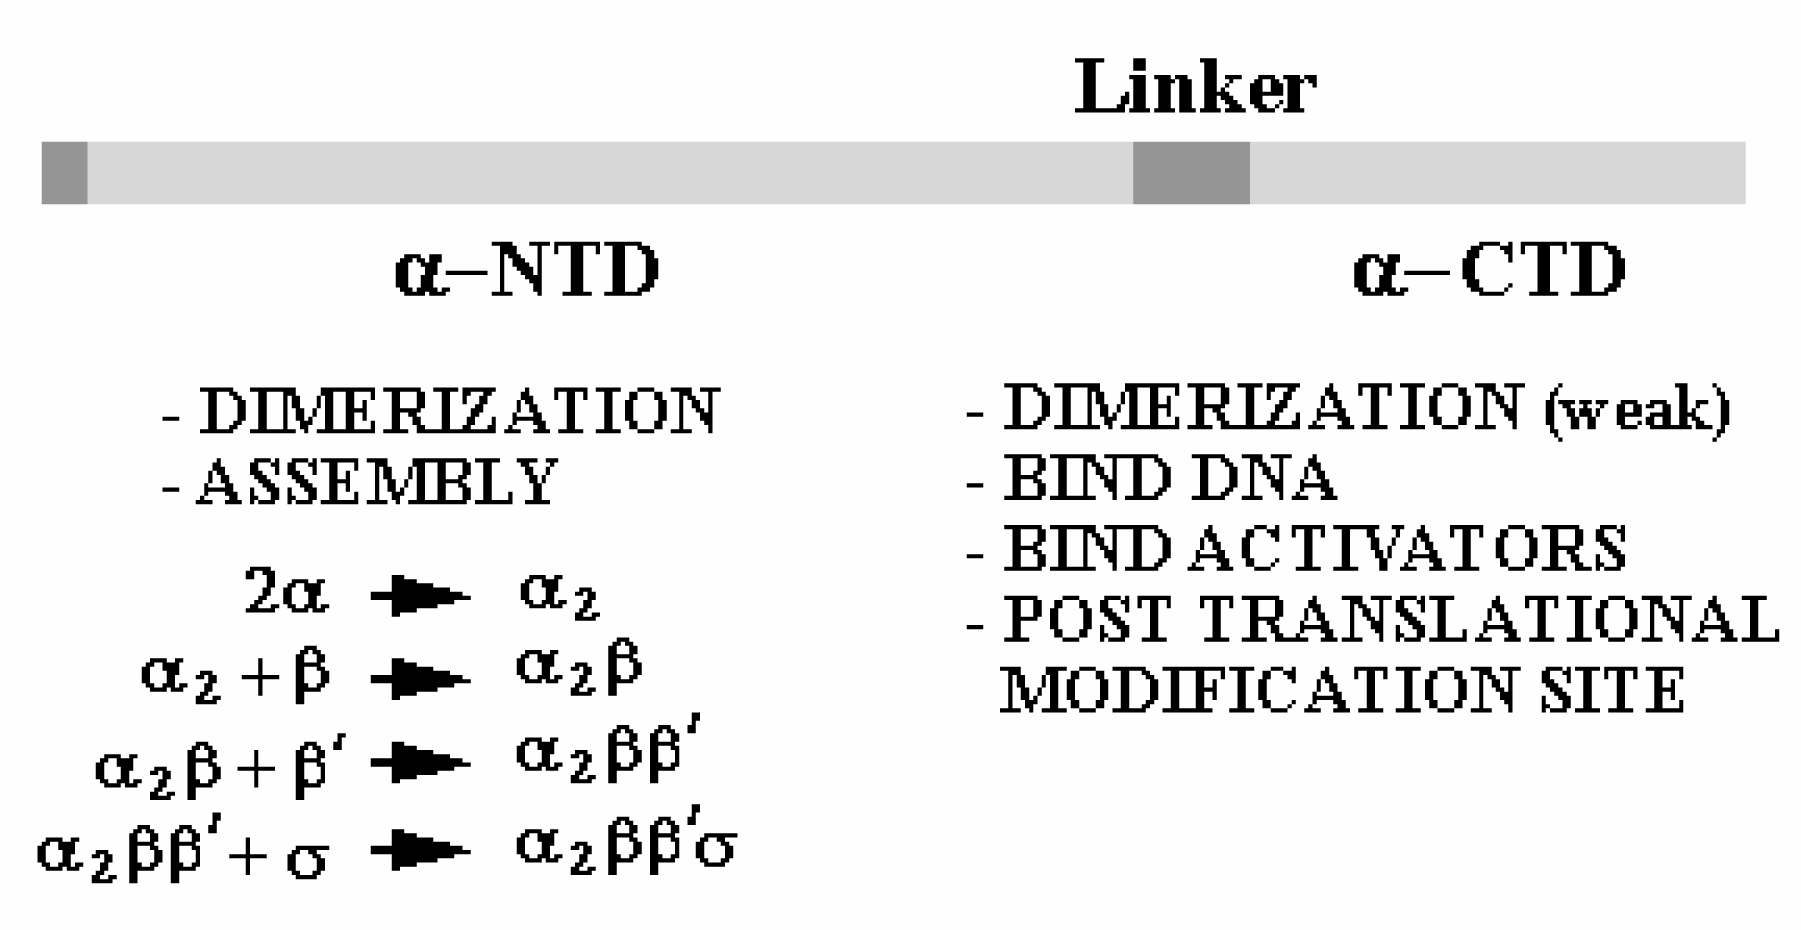 Linker
α–NTD
α–CTD
- DIMERIZATION
- ASSEMBLY
2α → α2
α2 + β → α2β
α2β + β′ → α2ββ′
α2ββ′ + σ → α2ββ′σ
- DIMERIZATION (weak)
- BIND DNA
- BIND ACTIVATORS
- POST TRANSLATIONAL
MODIFICATION SITE